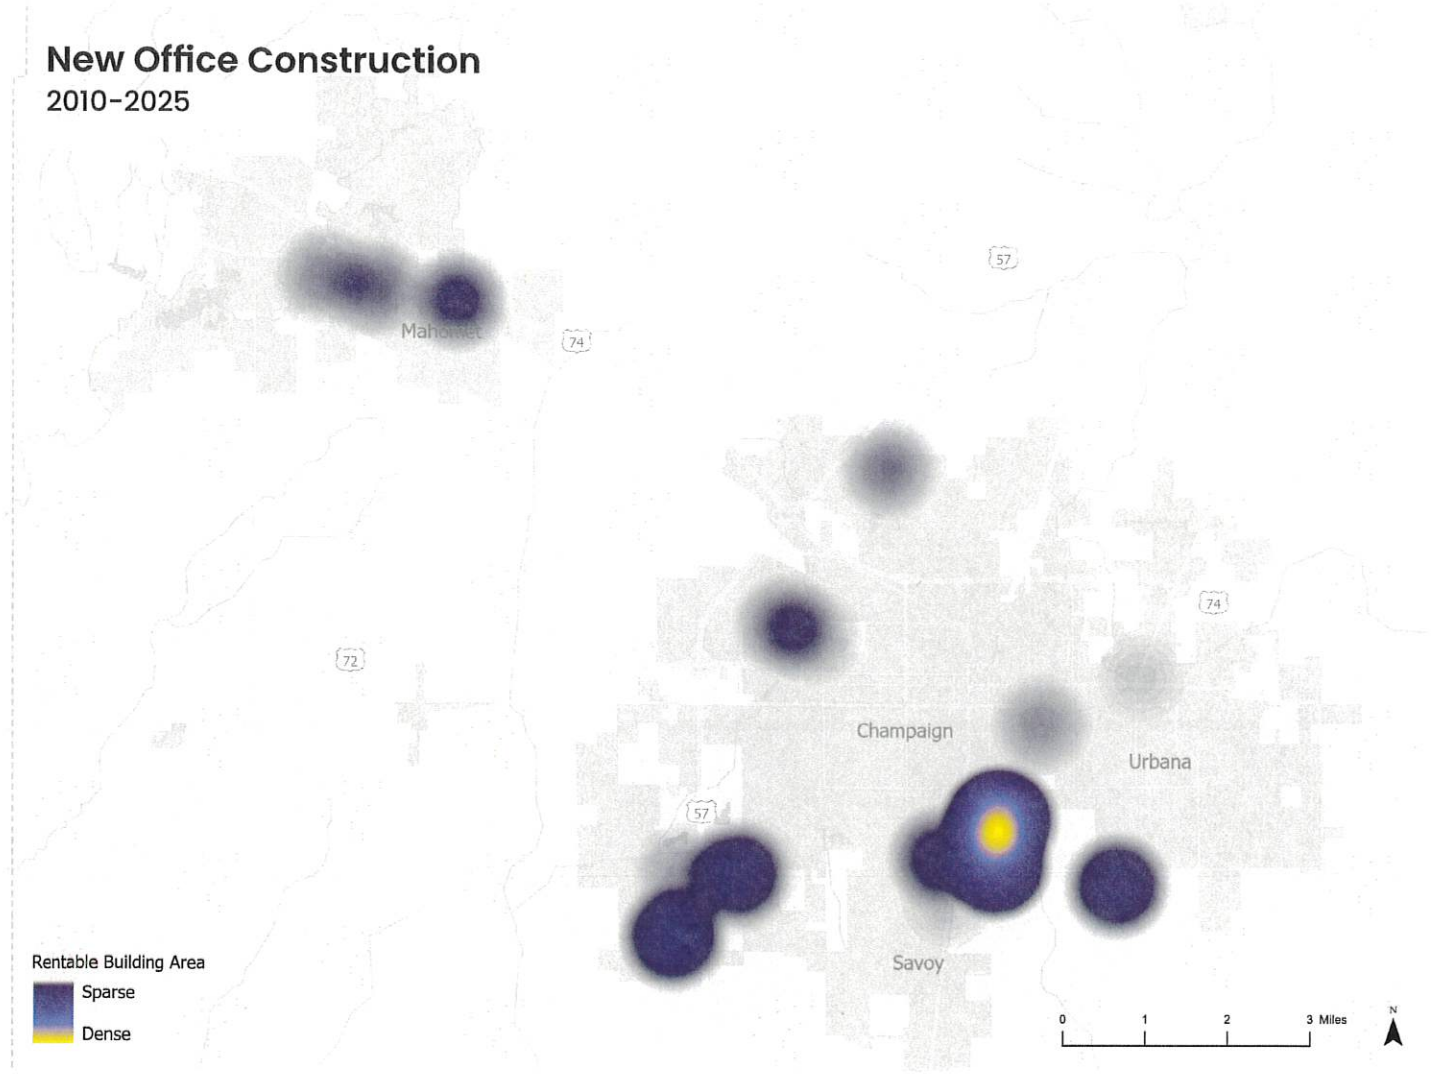 New Office Construction
2010-2025
57
Mahomet
74
74
72
Champaign
Urbana
57
Savoy
Rentable Building Area
Sparse
Dense
0 1 2 3 Miles
N